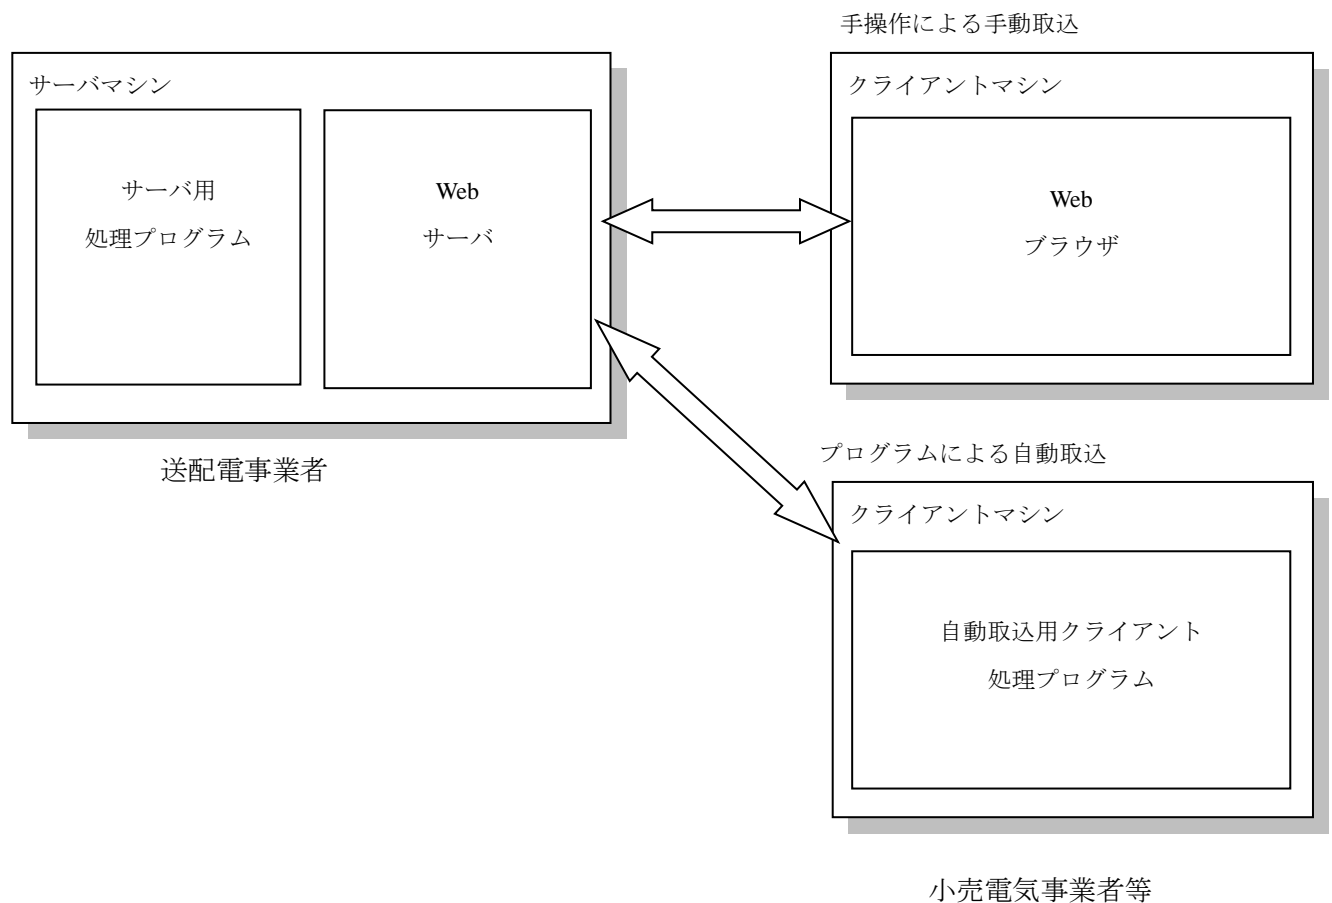 手操作による手動取込
サーバマシン
サーバ用
処理プログラム
Web
サーバ
クライアントマシン
Web
ブラウザ
送配電事業者
プログラムによる自動取込
クライアントマシン
自動取込用クライアント
処理プログラム
小売電気事業者等